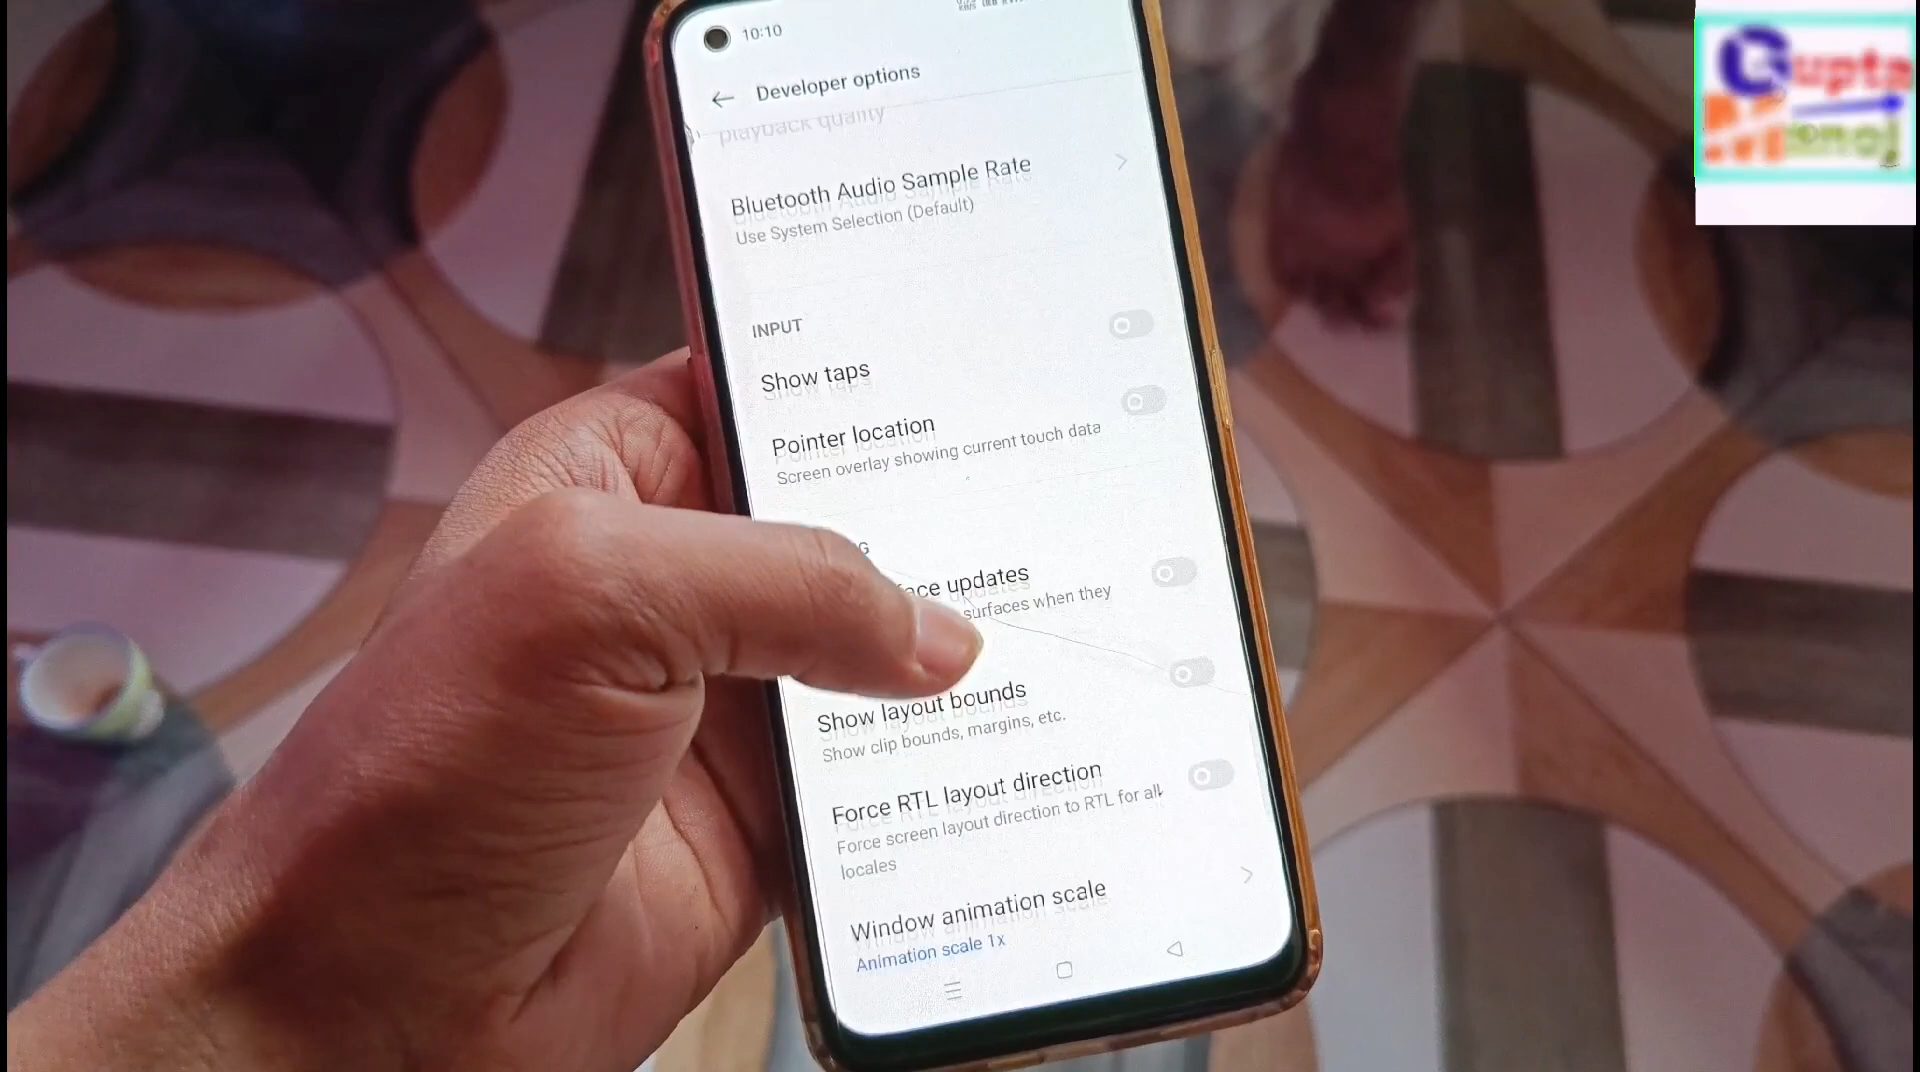 10:10
Developer options
playback quality
Bluetooth Audio Sample Rate
Use System Selection (Default)
INPUT
Show taps
Pointer location
Screen overlay showing current touch data
G
ace updates
surfaces when they
Show layout bounds
Show clip bounds, margins, etc.
Force RTL layout direction
Force screen layout direction to RTL for all
locales
Window animation scale
Animation scale 1x
Gupta